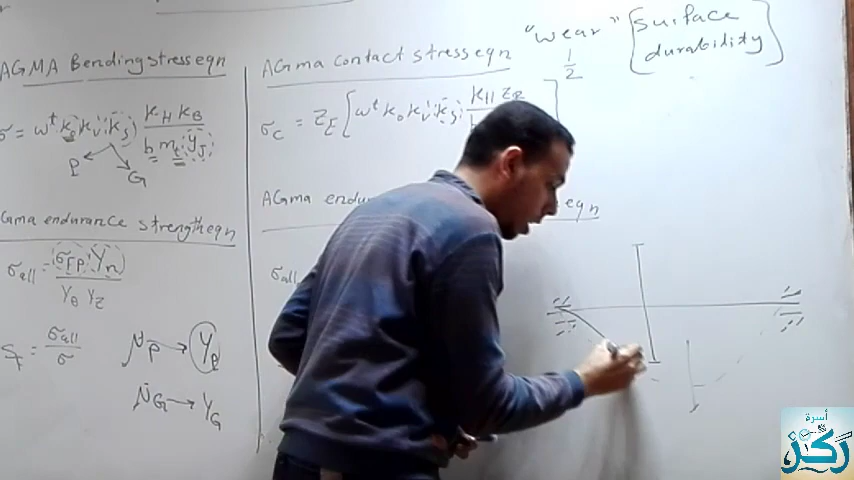 AGMA Bending stress eqn
σ = w^t k_o k_v k_s K_H K_B / b m_t Y_J
P
G
gma endurance strength eqn
σ_all = σ_FP Y_n / Y_θ Y_Z
S_F = σ_all / σ
N_P → Y_P
N_G → Y_G
AGma contact stress eqn
"wear"
1/2
[surface durability]
σ_c = Z_E [w^t k_o k_v k_s K_H Z_R / b
AGma endu
eqn
σ_all
أسرة
ركز